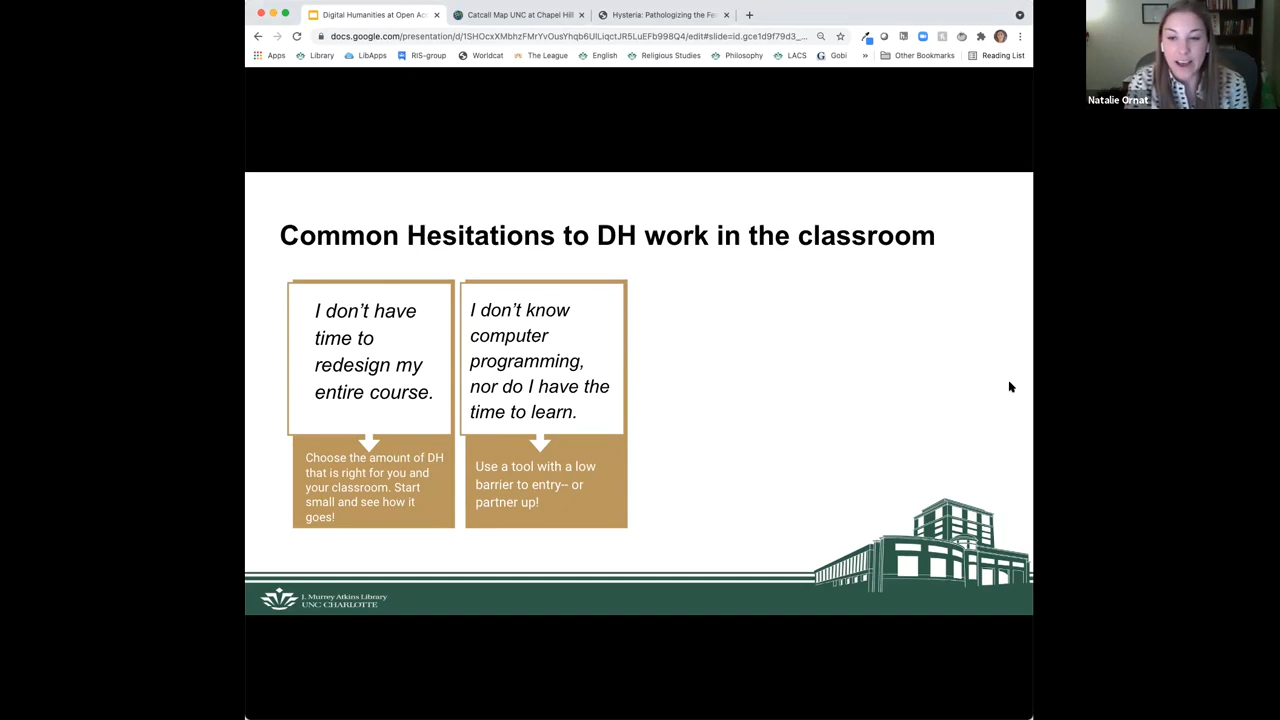 Digital Humanities at Open Acc
Catcall Map UNC at Chapel Hill
Hysteria: Pathologizing the Fe
docs.google.com/presentation/d/1SHOcxXMbhzFMrYvOusYhqb6UlLiqctJR5LuEFb998Q4/edit#slide=id.gce1d9f79d3_...
Apps Library LibApps RIS-group Worldcat The League English Religious Studies Philosophy LACS Gobi » Other Bookmarks Reading List
Natalie Ornat
Common Hesitations to DH work in the classroom
I don't have
time to
redesign my
entire course.
Choose the amount of DH
that is right for you and
your classroom. Start
small and see how it
goes!
I don't know
computer
programming,
nor do I have the
time to learn.
Use a tool with a low
barrier to entry-- or
partner up!
J. Murrey Atkins Library
UNC CHARLOTTE